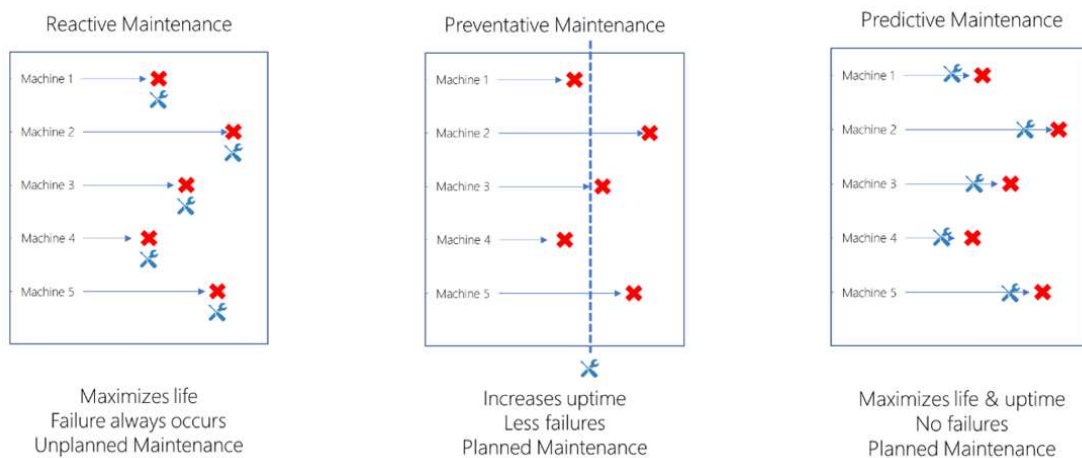 Reactive Maintenance
Machine 1
Machine 2
Machine 3
Machine 4
Machine 5
Maximizes life
Failure always occurs
Unplanned Maintenance
Preventative Maintenance
Machine 1
Machine 2
Machine 3
Machine 4
Machine 5
Increases uptime
Less failures
Planned Maintenance
Predictive Maintenance
Machine 1
Machine 2
Machine 3
Machine 4
Machine 5
Maximizes life & uptime
No failures
Planned Maintenance